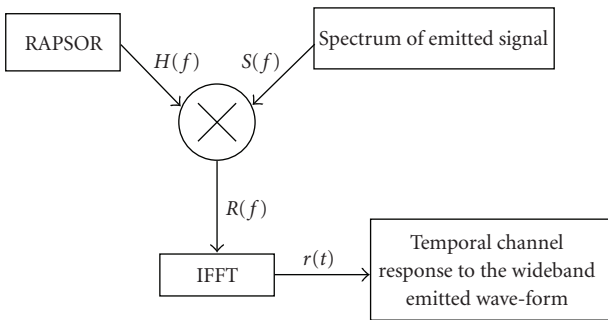 RAPSOR
Spectrum of emitted signal
H(f)
S(f)
R(f)
IFFT
r(t)
Temporal channel
response to the wideband
emitted wave-form